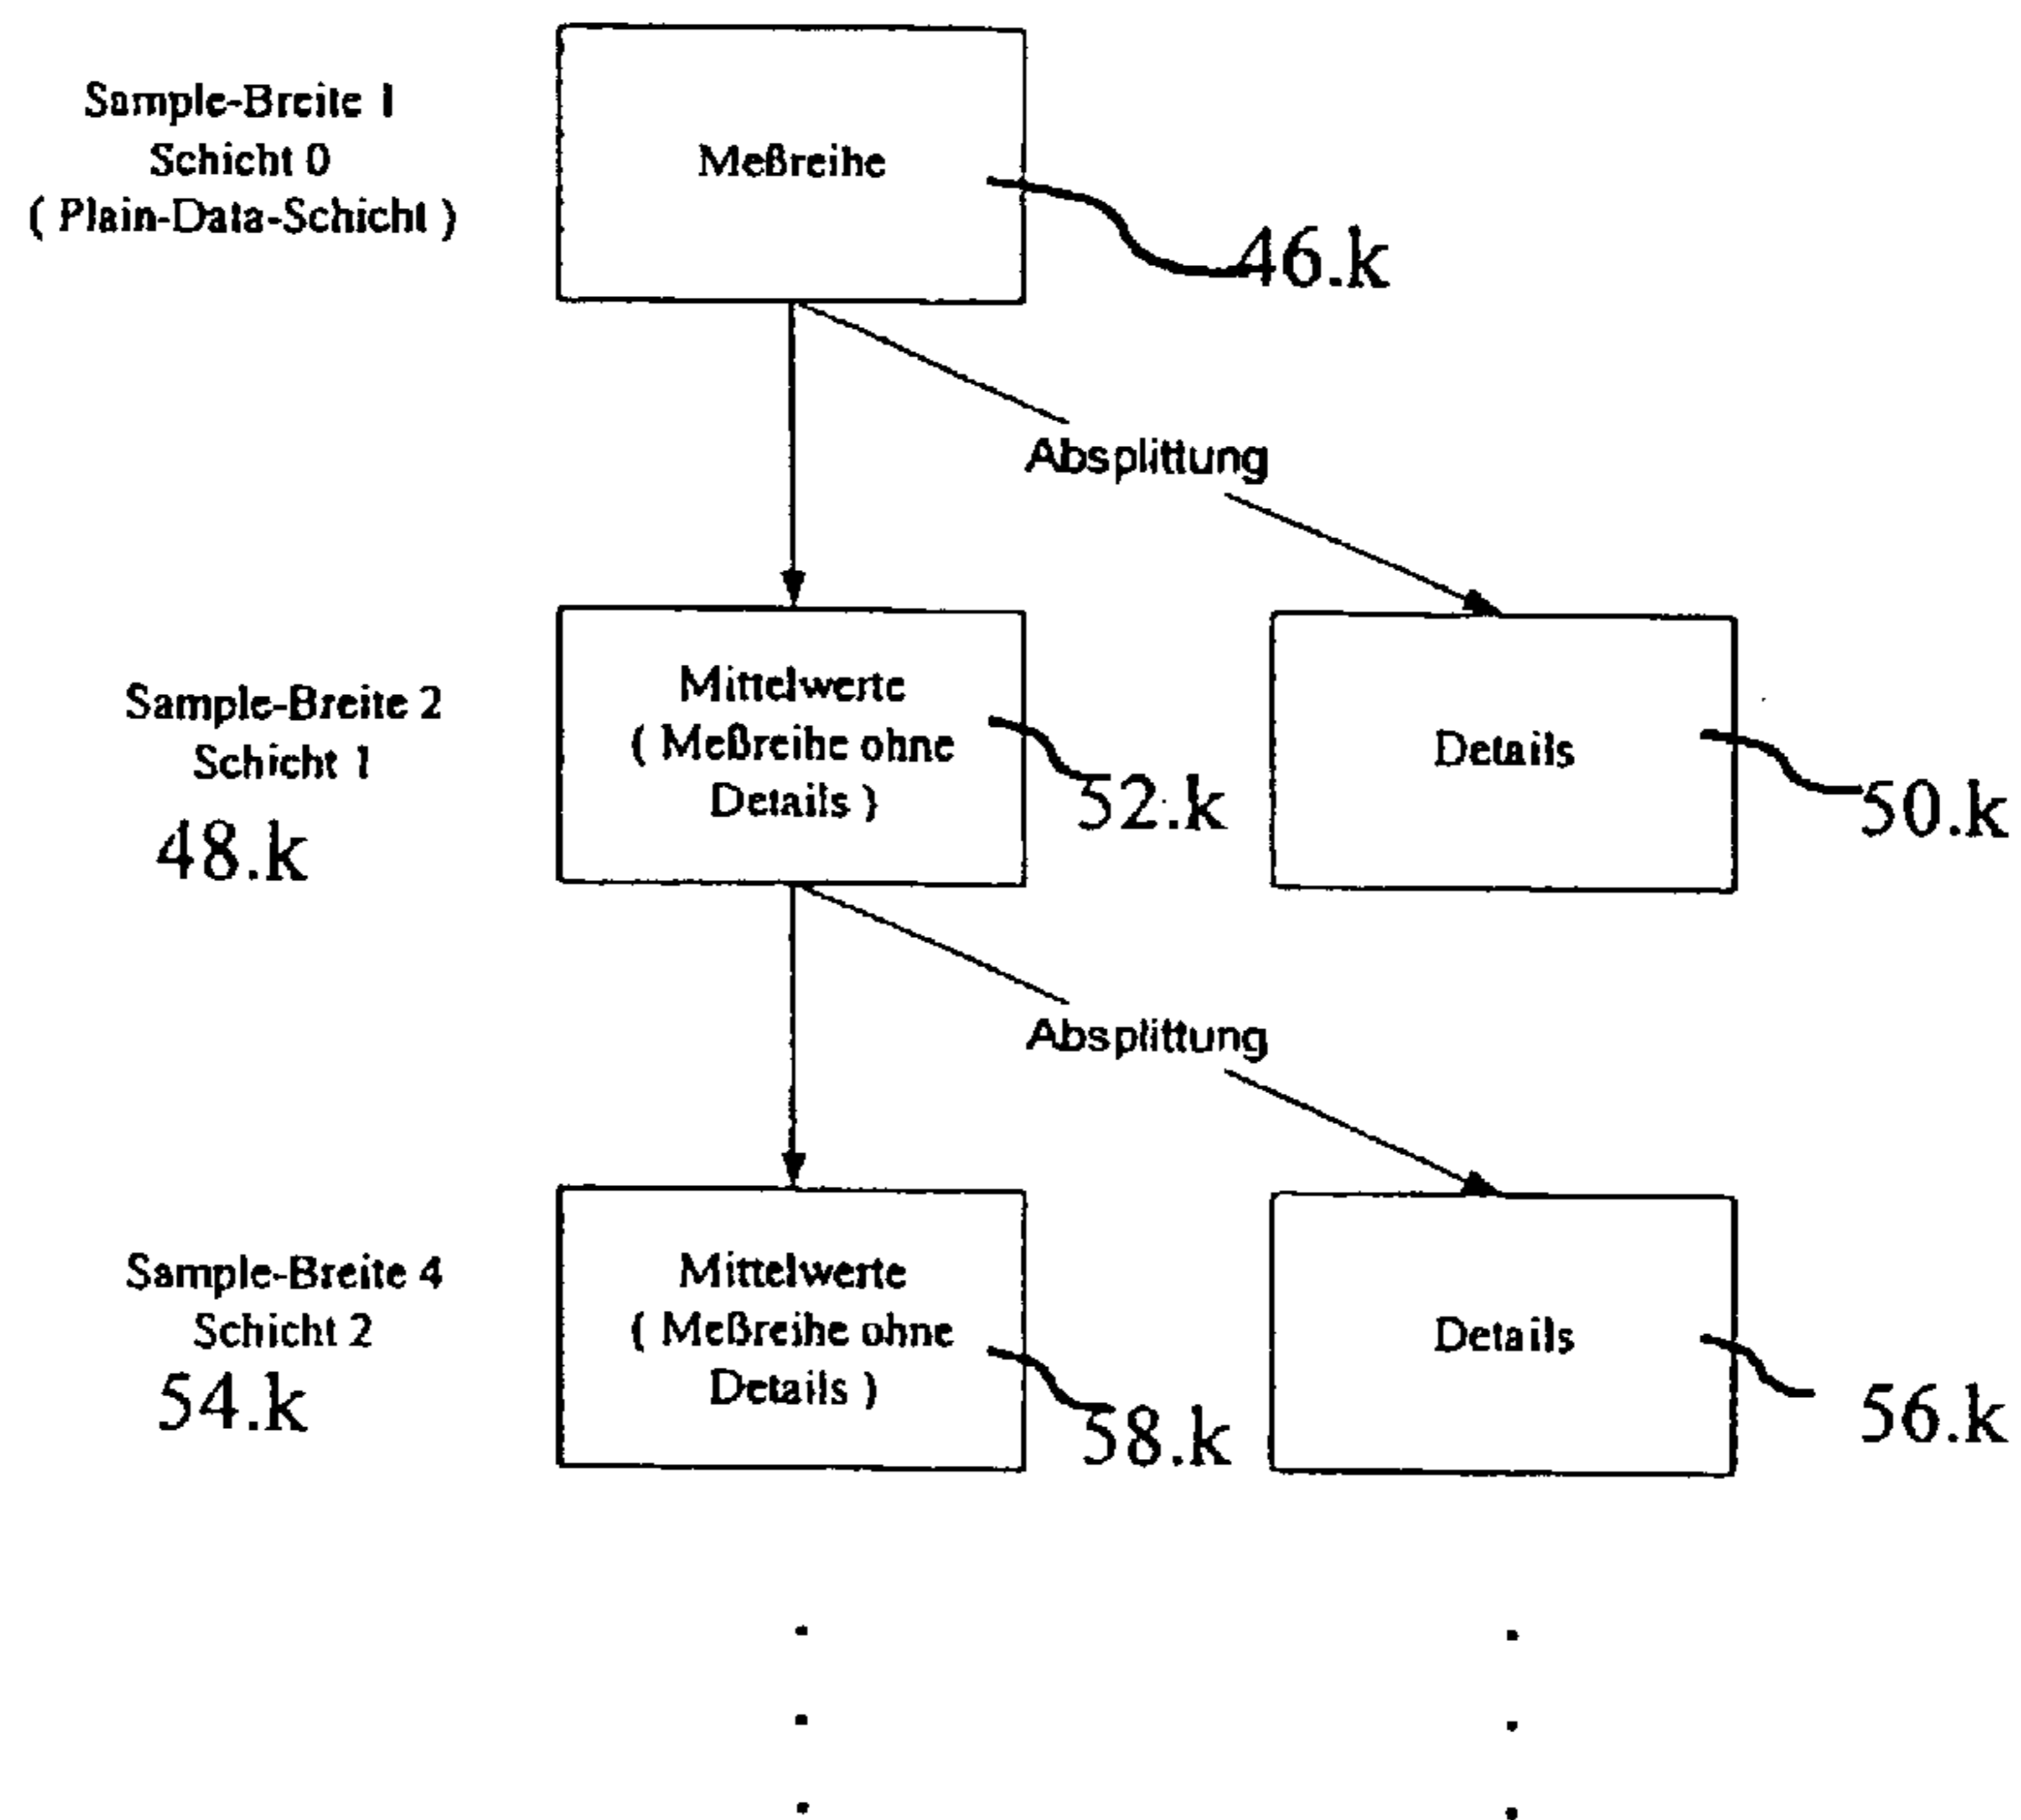 Sample-Breite 1
Schicht 0
( Plain-Data-Schicht )
Meßreihe
46.k
Absplittung
Sample-Breite 2
Schicht 1
48.k
Mittelwerte
( Meßreihe ohne
Details )
52.k
Details
50.k
Absplittung
Sample-Breite 4
Schicht 2
54.k
Mittelwerte
( Meßreihe ohne
Details )
58.k
Details
56.k